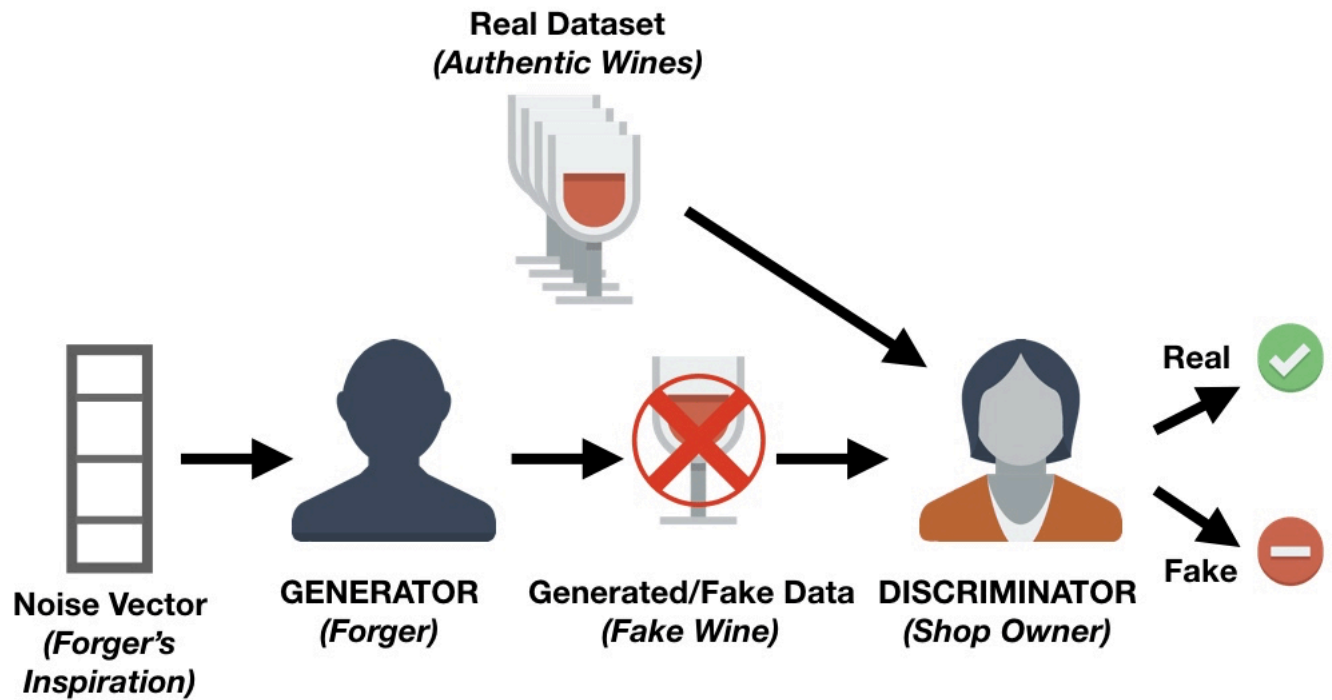 Real Dataset
(Authentic Wines)
Real
Fake
Noise Vector
(Forger's
Inspiration)
GENERATOR
(Forger)
Generated/Fake Data
(Fake Wine)
DISCRIMINATOR
(Shop Owner)